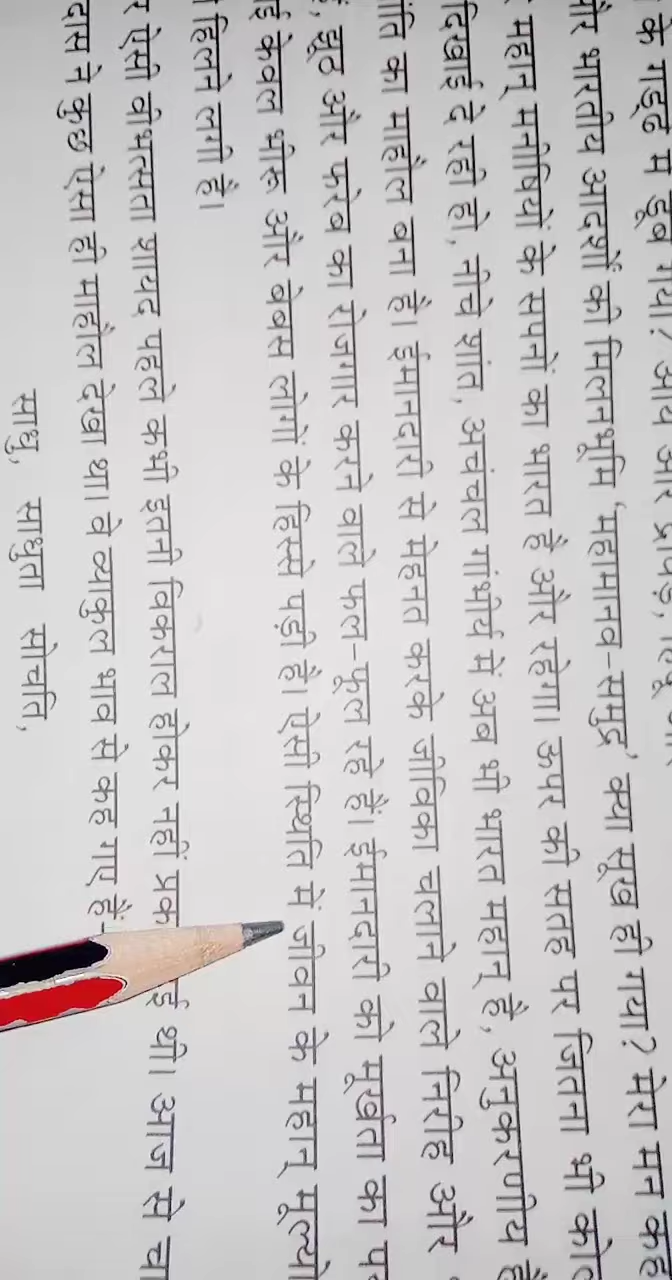 के गड्ढे में डूब गया? आर्य और द्रविड़,
और भारतीय आदर्शों की मिलनभूमि 'महामानव-समुद्र' क्या सूख ही गया? मेरा मन कह
महान् मनीषियों के सपनों का भारत है और रहेगा। ऊपर की सतह पर जितना भी
दिखाई दे रही हो, नीचे शांत, अचंचल गांभीर्य में अब भी भारत महान् है, अनुकरणीय
का माहौल बना है। ईमानदारी से मेहनत करके जीविका चलाने वाले निरीह और
झूठ और फरेब का रोजगार करने वाले फल-फूल रहे हैं। ईमानदारी को मूर्खता का
केवल भीरु और बेबस लोगों के हिस्से पड़ी है। ऐसी स्थिति में जीवन के महान् मूल्यों
हिलने लगी है।
ऐसी वीभत्सता शायद पहले कभी इतनी विकराल होकर नहीं थी। आज से
ने कुछ ऐसा ही माहौल देखा था। वे व्याकुल भाव से कह गए हैं-
साधु, साधुता सोचति,